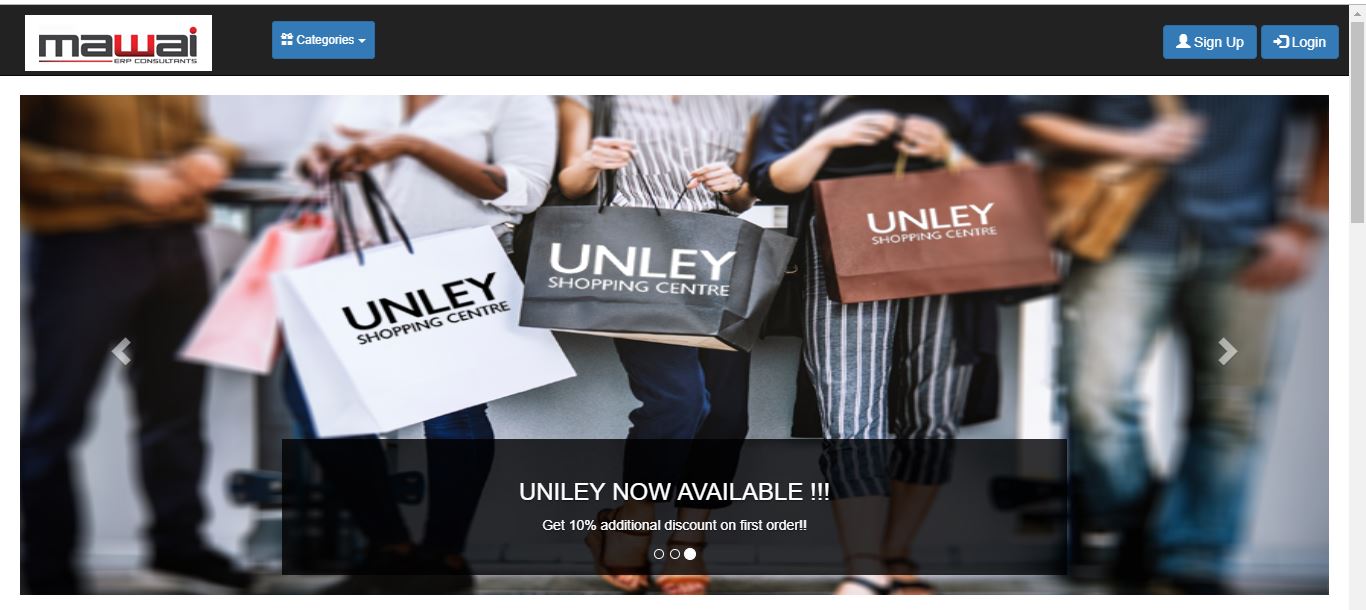 mawai
ERP CONSULTANTS
Categories
Sign Up
Login
UNLEY
SHOPPING CENTRE
UNLEY
SHOPPING CENTRE
UNLEY
SHOPPING CENTRE
UNILEY NOW AVAILABLE !!!
Get 10% additional discount on first order!!